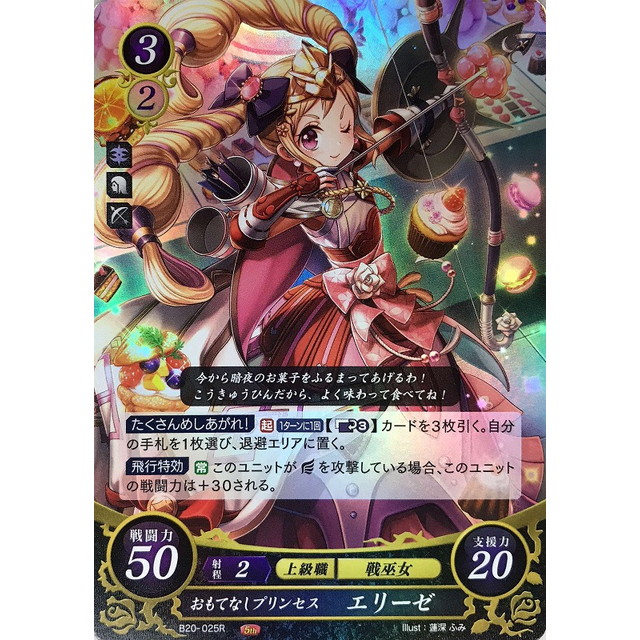 3
2
今から暗夜のお菓子をふるまってあげるわ！
こうきゅうひんだから、よく味わって食べてね！
たくさんめしあがれ！ 起 1ターンに1回 【 R3】カードを3枚引く。自分
の手札を1枚選び、退避エリアに置く。
飛行特効 常 このユニットが を攻撃している場合、このユニット
の戦闘力は＋30される。
戦闘力
50
射程 2
上級職
戦巫女
支援力
20
おもてなしプリンセス エリーゼ
B20-025R 5th Illust：蓮深 ふみ